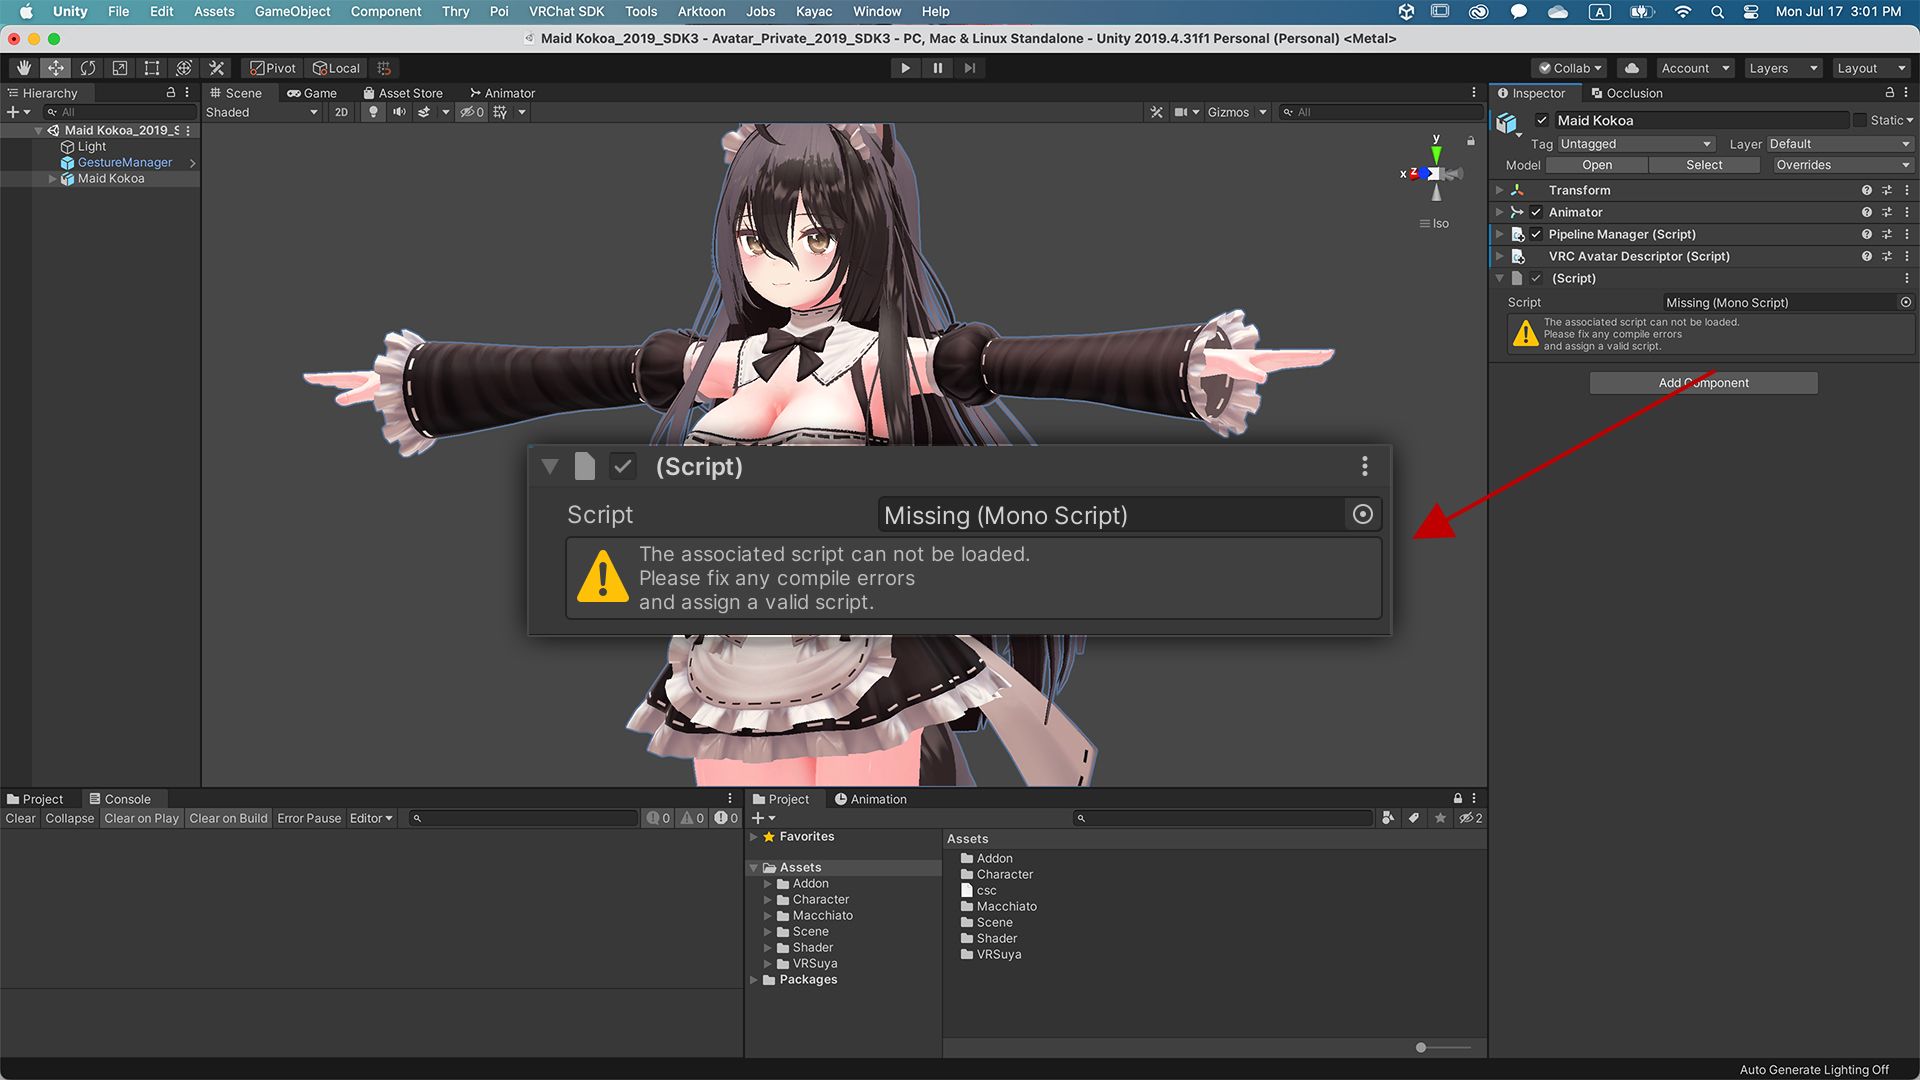 Unity File Edit Assets GameObject Component Thry Poi VRChat SDK Tools Arktoon Jobs Kayac Window Help A Mon Jul 17 3:01 PM
Maid Kokoa_2019_SDK3 - Avatar_Private_2019_SDK3 - PC, Mac & Linux Standalone - Unity 2019.4.31f1 Personal (Personal) <Metal>
Pivot Local Collab Account Layers Layout
Hierarchy
All
Maid Kokoa_2019_S
Light
GestureManager
Maid Kokoa
Scene Game Asset Store Animator
Shaded 2D 0 Gizmos All
y
x z
Iso
Inspector Occlusion
Maid Kokoa Static
Tag Untagged Layer Default
Model Open Select Overrides
Transform
Animator
Pipeline Manager (Script)
VRC Avatar Descriptor (Script)
(Script)
Script Missing (Mono Script)
The associated script can not be loaded.
Please fix any compile errors
and assign a valid script.
Add Component
(Script)
Script Missing (Mono Script)
The associated script can not be loaded.
Please fix any compile errors
and assign a valid script.
Project Console
Clear Collapse Clear on Play Clear on Build Error Pause Editor 0 0 0
Project Animation
2
Favorites
Assets
Addon
Character
Macchiato
Scene
Shader
VRSuya
Packages
Assets
Addon
Character
csc
Macchiato
Scene
Shader
VRSuya
Auto Generate Lighting Off